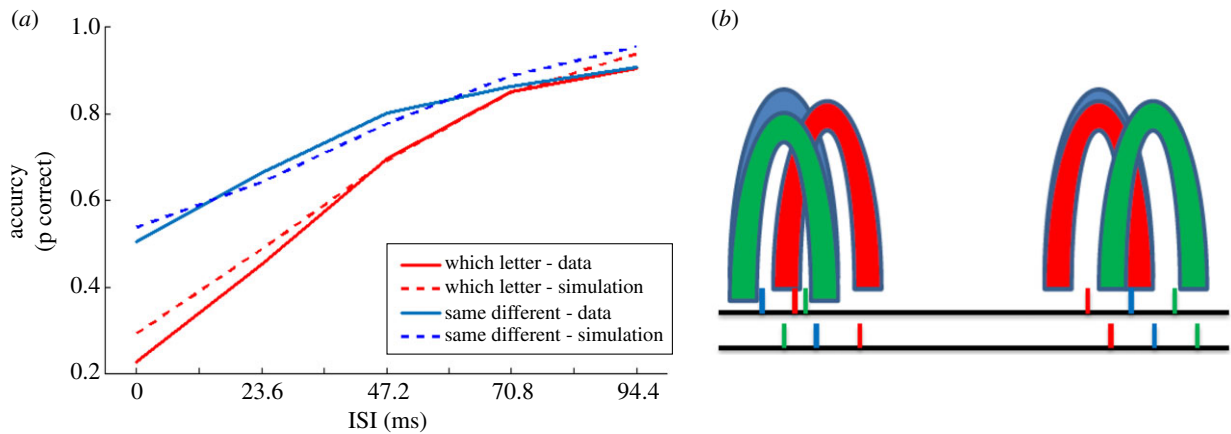 (a)
1.0
0.8
0.6
0.4
0.2
accurcy
(p correct)
which letter - data
which letter - simulation
same different - data
same different - simulation
0 23.6 47.2 70.8 94.4
ISI (ms)
(b)